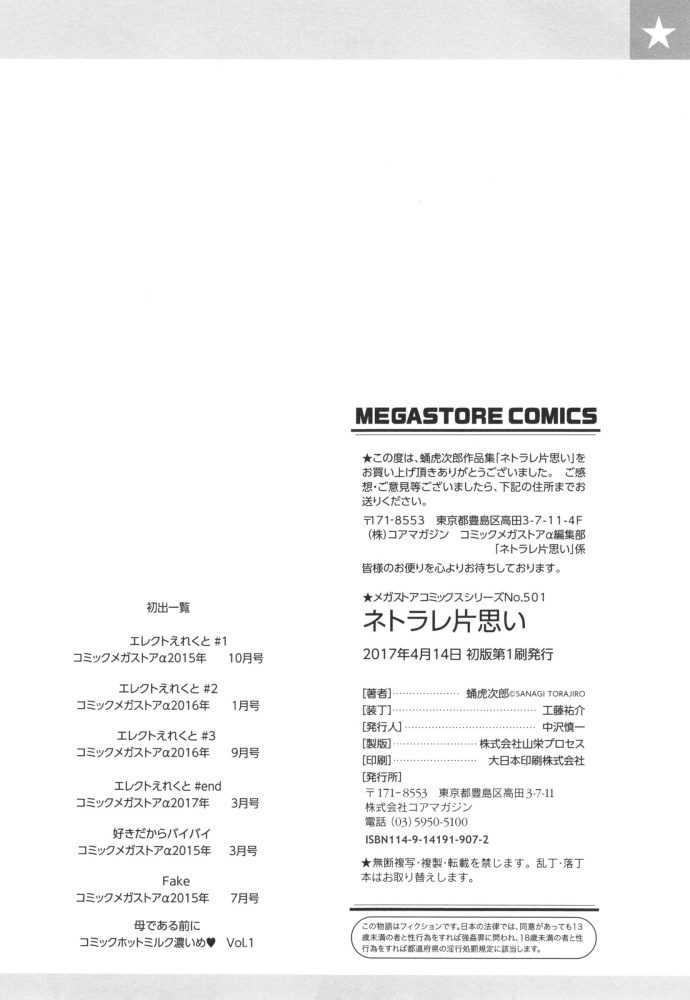 MEGASTORE COMICS
★この度は、蛹虎次郎作品集「ネトラレ片思い」を
お買い上げ頂きありがとうございました。 ご感
想・ご意見等ございましたら、下記の住所までお
送りください。
〒171-8553 東京都豊島区高田3-7-11-4F
（株）コアマガジン コミックメガストアα編集部
「ネトラレ片思い」係
皆様のお便りを心よりお待ちしております。
★メガストアコミックスシリーズNo.501
ネトラレ片思い
2017年4月14日 初版第1刷発行
[著者]………………… 蛹虎次郎©SANAGI TORAJIRO
[装丁]………………………………… 工藤祐介
[発行人]……………………………… 中沢慎一
[製版]…………………… 株式会社山栄プロセス
[印刷]…………………… 大日本印刷株式会社
[発行所]
〒171-8553 東京都豊島区高田3-7-11
株式会社コアマガジン
電話 (03)5950-5100
ISBN114-9-14191-907-2
★無断複写・複製・転載を禁じます。乱丁・落丁
本はお取り替えします。
この物語はフィクションです。日本の法律では、同意があっても13
歳未満の者と性行為をすれば強姦罪に問われ、18歳未満の者と性
行為をすれば都道府県の淫行処罰規定に該当します。
初出一覧
エレクトえれくと #1
コミックメガストアα2015年 10月号
エレクトえれくと #2
コミックメガストアα2016年 1月号
エレクトえれくと #3
コミックメガストアα2016年 9月号
エレクトえれくと #end
コミックメガストアα2017年 3月号
好きだからバイバイ
コミックメガストアα2015年 3月号
Fake
コミックメガストアα2015年 7月号
母である前に
コミックホットミルク濃いめ♥ Vol.1